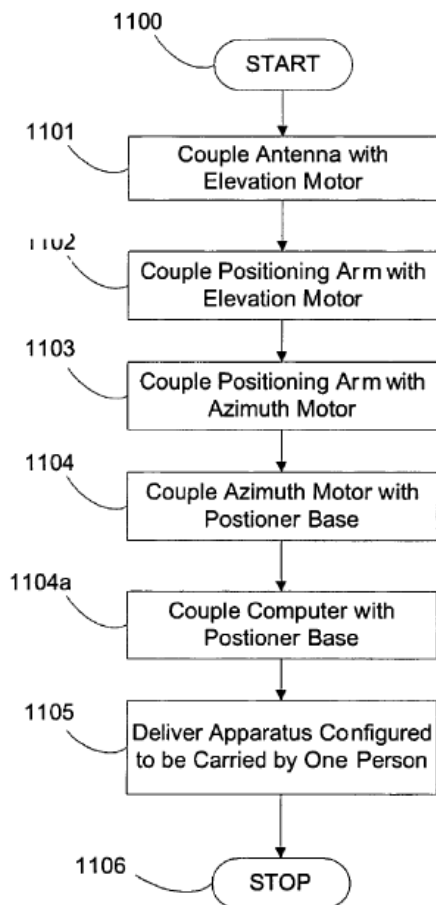 1100
START
1101
Couple Antenna with
Elevation Motor
1102
Couple Positioning Arm with
Elevation Motor
1103
Couple Positioning Arm with
Azimuth Motor
1104
Couple Azimuth Motor with
Postioner Base
1104a
Couple Computer with
Postioner Base
1105
Deliver Apparatus Configured
to be Carried by One Person
1106
STOP